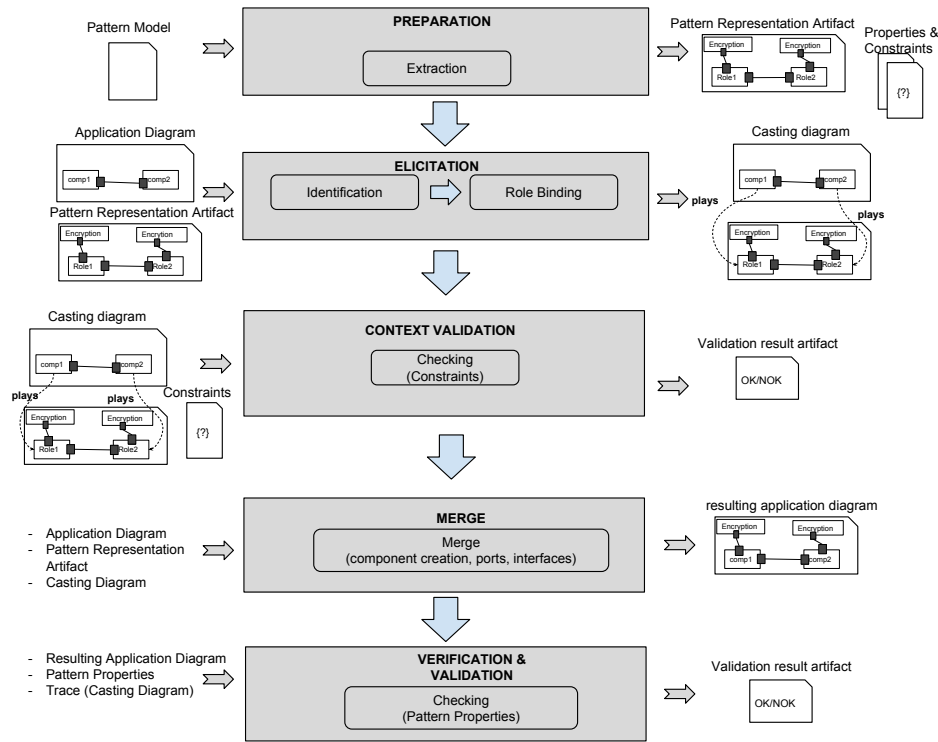 PREPARATION
Pattern Model
Extraction
Pattern Representation Artifact
Encryption
Encryption
Role1
Role2
Properties &
Constraints
{?}
Application Diagram
comp1
comp2
Pattern Representation Artifact
Encryption
Encryption
Role1
Role2
ELICITATION
Identification
Role Binding
Casting diagram
comp1
comp2
plays
plays
Encryption
Encryption
Role1
Role2
Casting diagram
comp1
comp2
plays
plays
Constraints
Encryption
Encryption
{?}
Role1
Role2
CONTEXT VALIDATION
Checking
(Constraints)
Validation result artifact
OK/NOK
- Application Diagram
- Pattern Representation
Artifact
- Casting Diagram
MERGE
Merge
(component creation, ports, interfaces)
resulting application diagram
Encryption
Encryption
comp1
comp2
- Resulting Application Diagram
- Pattern Properties
- Trace (Casting Diagram)
VERIFICATION &
VALIDATION
Checking
(Pattern Properties)
Validation result artifact
OK/NOK